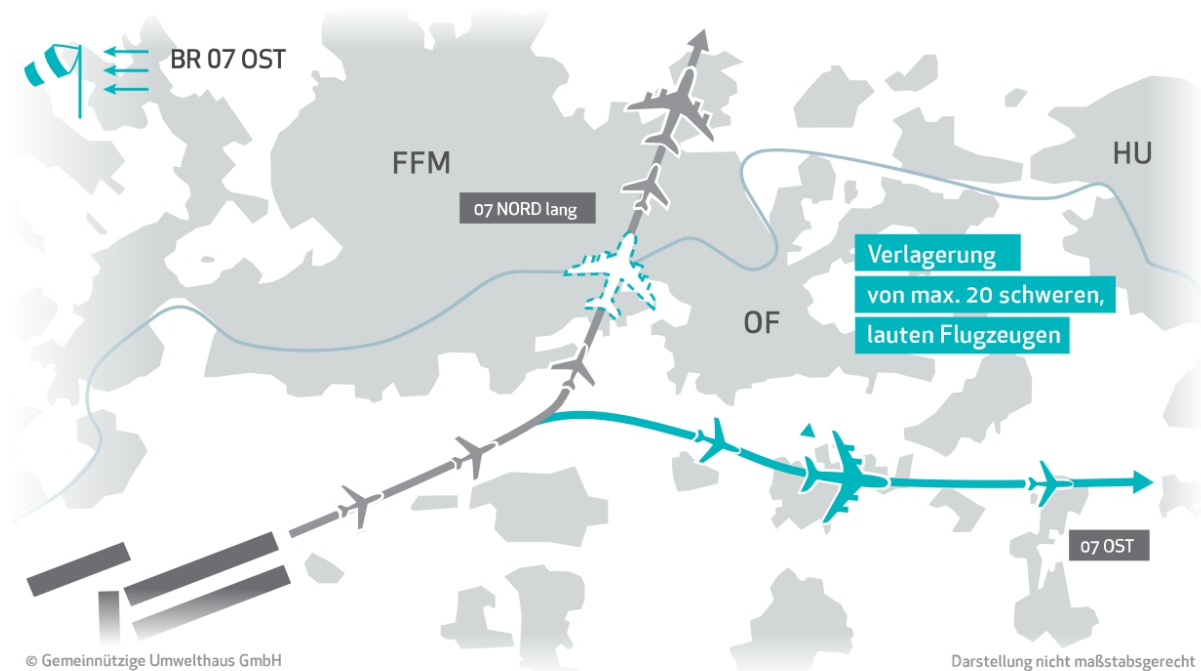 BR 07 OST
FFM
HU
07 NORD lang
Verlagerung
von max. 20 schweren,
lauten Flugzeugen
OF
07 OST
© Gemeinnützige Umwelthaus GmbH
Darstellung nicht maßstabsgerecht